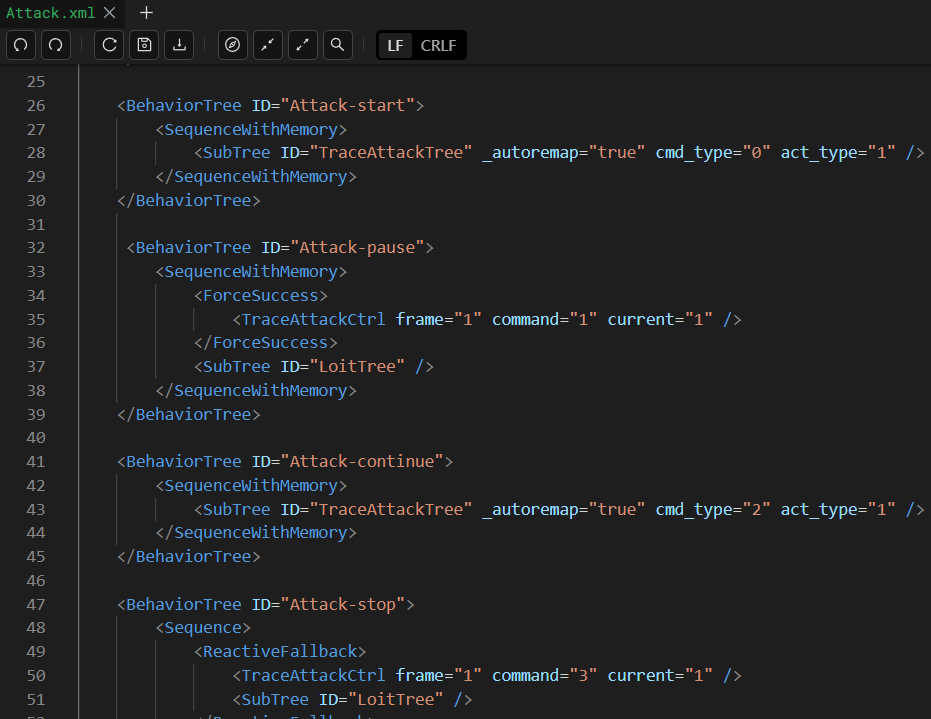 Attack.xml
LF CRLF
25
26 <BehaviorTree ID="Attack-start">
27 <SequenceWithMemory>
28 <SubTree ID="TraceAttackTree" _autoremap="true" cmd_type="0" act_type="1" />
29 </SequenceWithMemory>
30 </BehaviorTree>
31
32 <BehaviorTree ID="Attack-pause">
33 <SequenceWithMemory>
34 <ForceSuccess>
35 <TraceAttackCtrl frame="1" command="1" current="1" />
36 </ForceSuccess>
37 <SubTree ID="LoitTree" />
38 </SequenceWithMemory>
39 </BehaviorTree>
40
41 <BehaviorTree ID="Attack-continue">
42 <SequenceWithMemory>
43 <SubTree ID="TraceAttackTree" _autoremap="true" cmd_type="2" act_type="1" />
44 </SequenceWithMemory>
45 </BehaviorTree>
46
47 <BehaviorTree ID="Attack-stop">
48 <Sequence>
49 <ReactiveFallback>
50 <TraceAttackCtrl frame="1" command="3" current="1" />
51 <SubTree ID="LoitTree" />